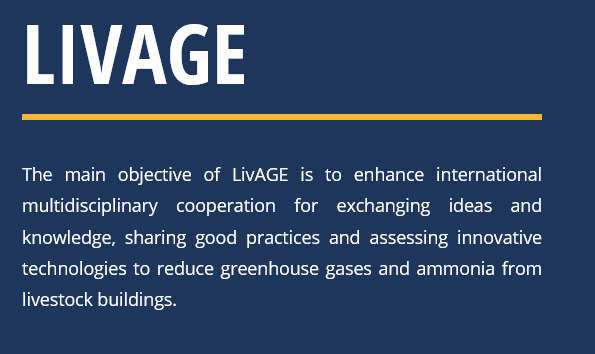 LIVAGE
The main objective of LivAGE is to enhance international
multidisciplinary cooperation for exchanging ideas and
knowledge, sharing good practices and assessing innovative
technologies to reduce greenhouse gases and ammonia from
livestock buildings.